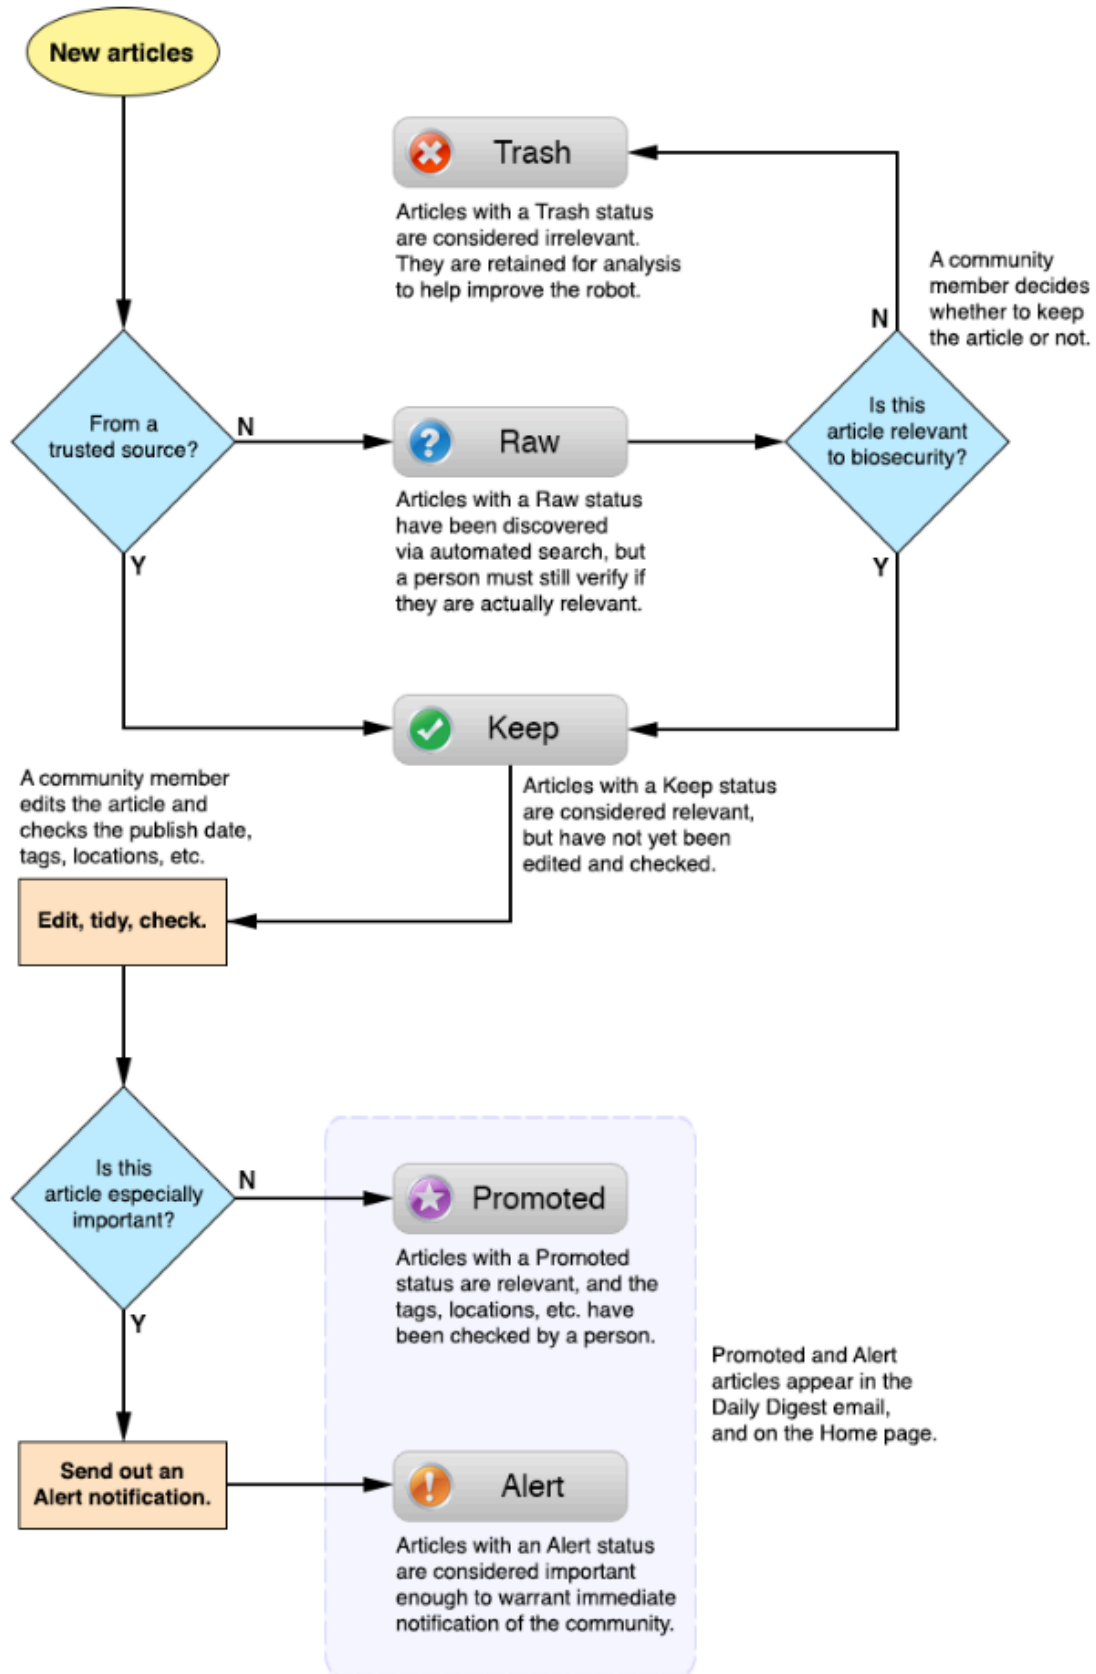 New articles
Trash
Articles with a Trash status
are considered irrelevant.
They are retained for analysis
to help improve the robot.
A community
member decides
whether to keep
the article or not.
N
From a
trusted source?
N
Raw
Is this
article relevant
to biosecurity?
Articles with a Raw status
have been discovered
via automated search, but
a person must still verify if
they are actually relevant.
Y
Y
Keep
A community member
edits the article and
checks the publish date,
tags, locations, etc.
Articles with a Keep status
are considered relevant,
but have not yet been
edited and checked.
Edit, tidy, check.
Is this
article especially
important?
N
Promoted
Articles with a Promoted
status are relevant, and the
tags, locations, etc. have
been checked by a person.
Y
Promoted and Alert
articles appear in the
Daily Digest email,
and on the Home page.
Send out an
Alert notification.
Alert
Articles with an Alert status
are considered important
enough to warrant immediate
notification of the community.